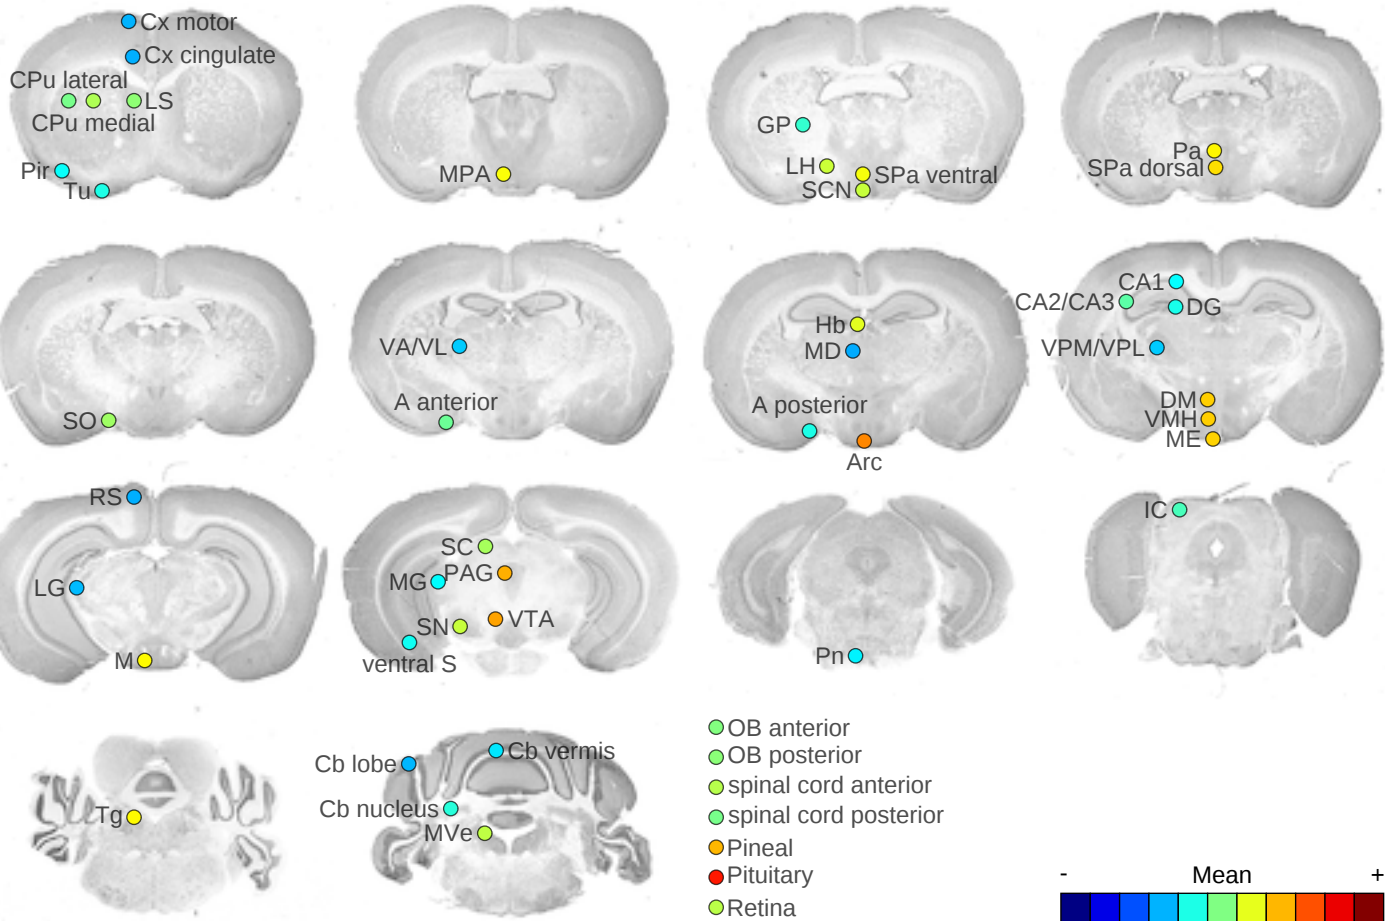 Cx motor
Cx cingulate
CPu lateral
LS
CPu medial
Pir
Tu
MPA
GP
LH
SPa ventral
SCN
Pa
SPa dorsal
SO
VA/VL
A anterior
Hb
MD
A posterior
Arc
CA1
CA2/CA3
DG
VPM/VPL
DM
VMH
ME
RS
LG
M
SC
MG
PAG
SN
VTA
ventral S
Pn
IC
Tg
Cb lobe
Cb vermis
Cb nucleus
MVe
OB anterior
OB posterior
spinal cord anterior
spinal cord posterior
Pineal
Pituitary
Retina
- Mean +